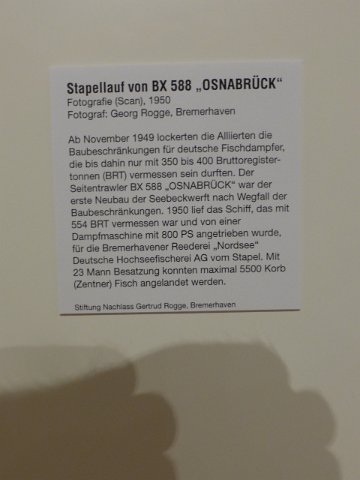 Stapellauf von BX 588 „OSNABRÜCK“
Fotografie (Scan), 1950
Fotograf: Georg Rogge, Bremerhaven
Ab November 1949 lockerten die Alliierten die
Baubeschränkungen für deutsche Fischdampfer,
die bis dahin nur mit 350 bis 400 Bruttoregister-
tonnen (BRT) vermessen sein durften. Der
Seitentrawler BX 588 „OSNABRÜCK“ war der
erste Neubau der Seebeckwerft nach Wegfall der
Baubeschränkungen. 1950 lief das Schiff, das mit
554 BRT vermessen war und von einer
Dampfmaschine mit 800 PS angetrieben wurde,
für die Bremerhavener Reederei „Nordsee“
Deutsche Hochseefischerei AG vom Stapel. Mit
23 Mann Besatzung konnten maximal 5500 Korb
(Zentner) Fisch angelandet werden.
Stiftung Nachlass Gertrud Rogge, Bremerhaven